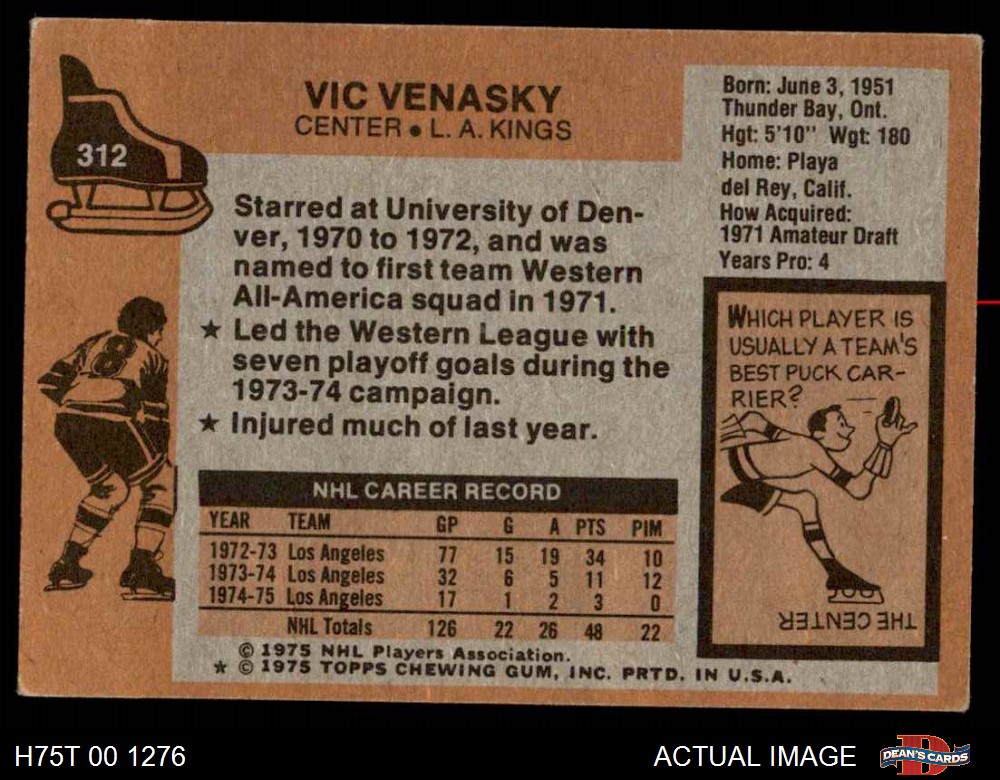 312
VIC VENASKY
CENTER ● L. A. KINGS
Starred at University of Den-
ver, 1970 to 1972, and was
named to first team Western
All-America squad in 1971.
★ Led the Western League with
seven playoff goals during the
1973-74 campaign.
★ Injured much of last year.
Born: June 3, 1951
Thunder Bay, Ont.
Hgt: 5'10" Wgt: 180
Home: Playa
del Rey, Calif.
How Acquired:
1971 Amateur Draft
Years Pro: 4
WHICH PLAYER IS
USUALLY A TEAM'S
BEST PUCK CAR-
RIER?
THE CENTER
8
NHL CAREER RECORD
YEAR TEAM GP G A PTS PIM
1972-73 Los Angeles 77 15 19 34 10
1973-74 Los Angeles 32 6 5 11 12
1974-75 Los Angeles 17 1 2 3 0
NHL Totals 126 22 26 48 22
© 1975 NHL Players Association.
★ © 1975 TOPPS CHEWING GUM, INC. PRTD. IN U.S.A.
H75T 00 1276
ACTUAL IMAGE
D
DEAN'S CARDS